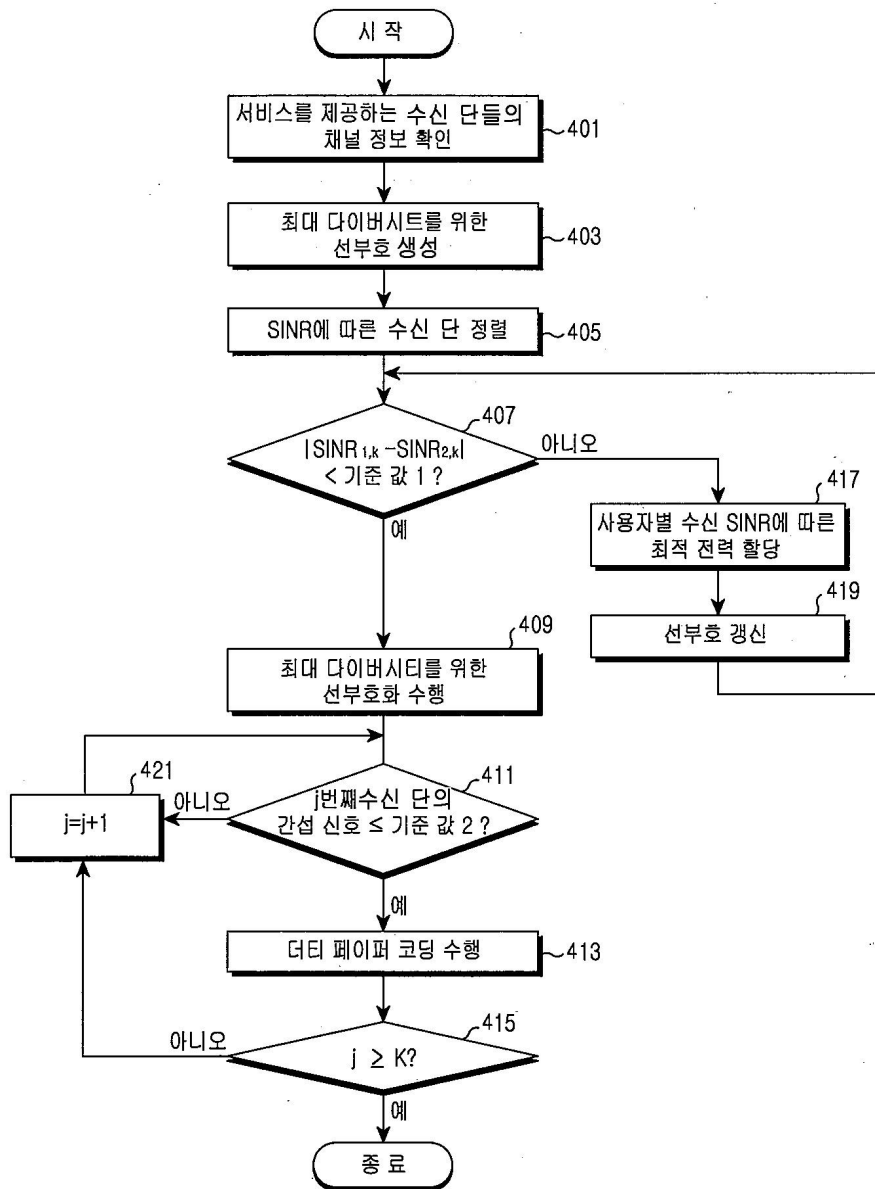 시 작
서비스를 제공하는 수신 단들의
채널 정보 확인
401
최대 다이버시트를 위한
선부호 생성
403
SINR에 따른 수신 단 정렬
405
407
|SINR1,k −SINR2,k|
< 기준 값 1 ?
아니오
예
417
사용자별 수신 SINR에 따른
최적 전력 할당
419
선부호 갱신
409
최대 다이버시티를 위한
선부호화 수행
421
j=j+1
아니오
411
j번째수신 단의
간섭 신호 ≤ 기준 값 2 ?
예
더티 페이퍼 코딩 수행
413
415
아니오
j ≥ K?
예
종 료